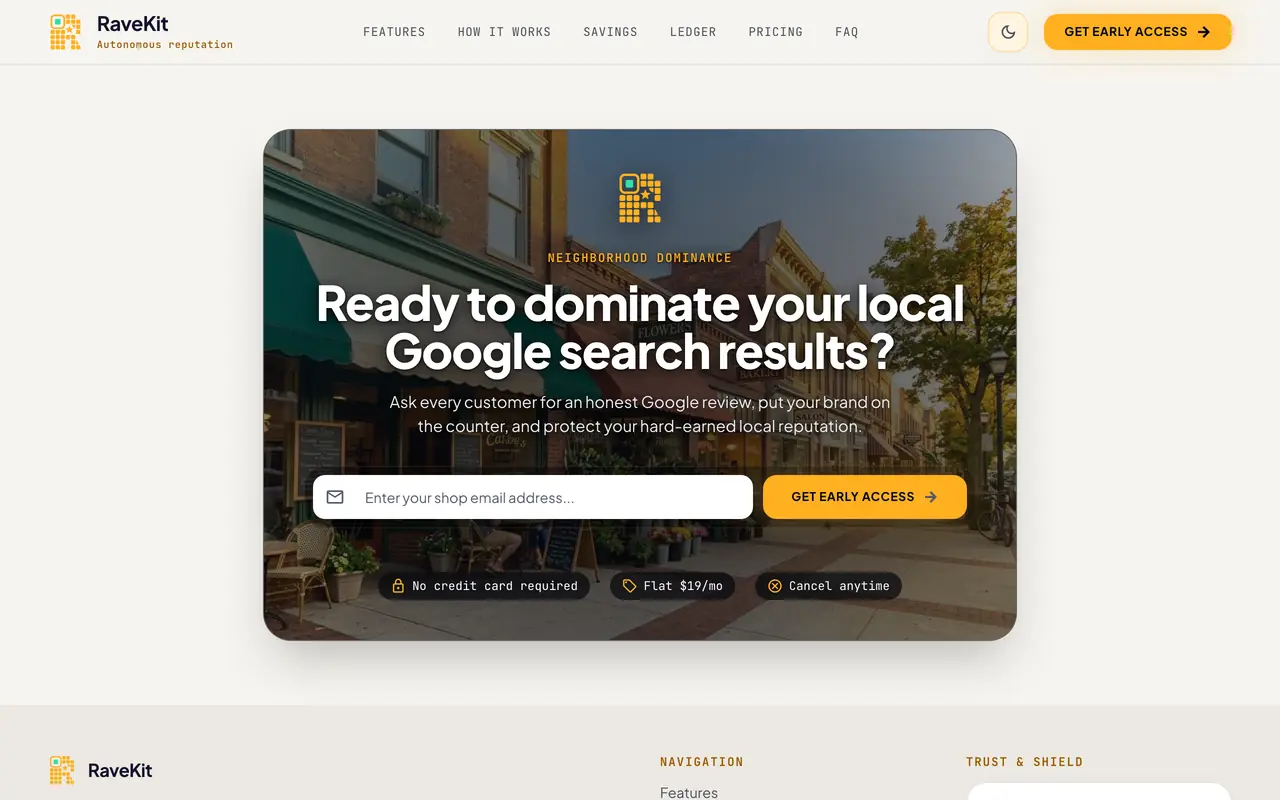 RaveKit
Autonomous reputation
FEATURES
HOW IT WORKS
SAVINGS
LEDGER
PRICING
FAQ
GET EARLY ACCESS
NEIGHBORHOOD DOMINANCE
Ready to dominate your local
Google search results?
FLOWERS
BAKERY
SALON
Ask every customer for an honest Google review, put your brand on
the counter, and protect your hard-earned local reputation.
Enter your shop email address...
GET EARLY ACCESS
No credit card required
Flat $19/mo
Cancel anytime
RaveKit
NAVIGATION
Features
TRUST & SHIELD